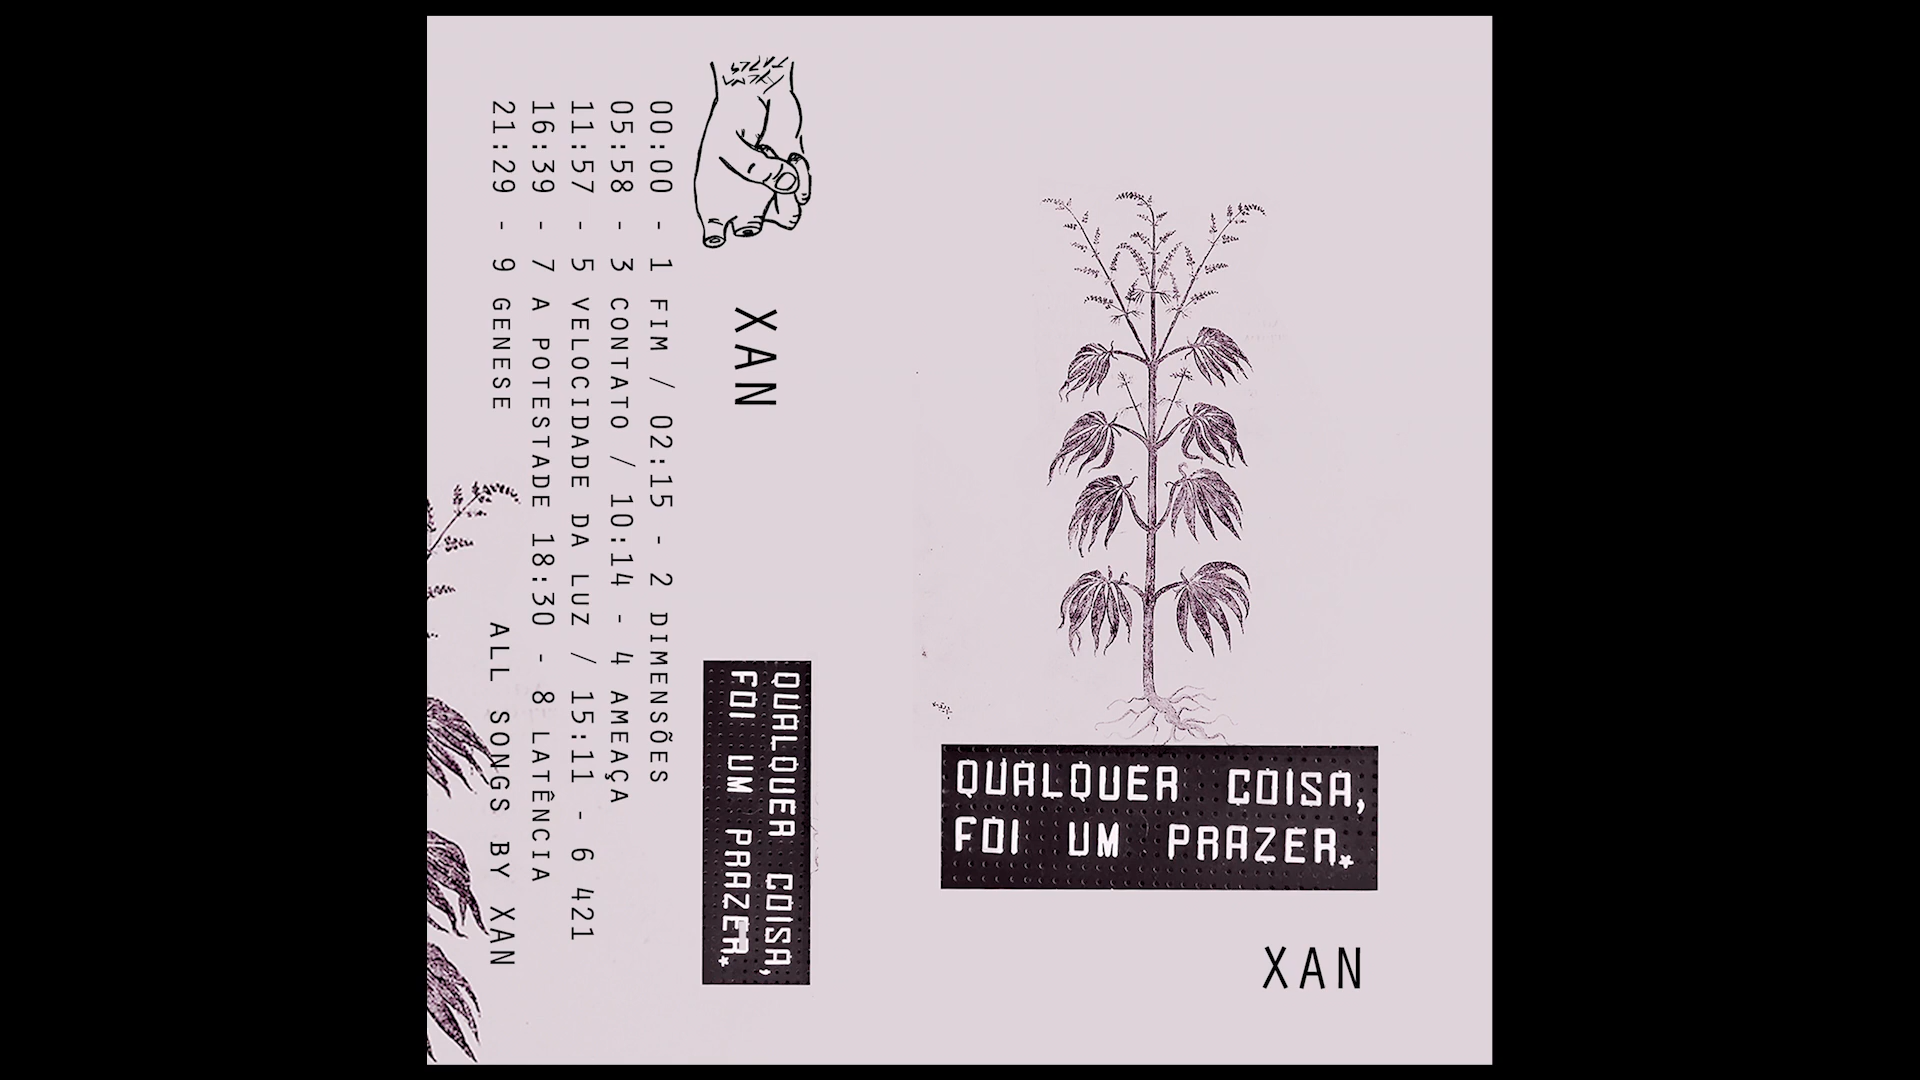 00:00 - 1 FIM / 02:15 - 2 DIMENSÕES
05:58 - 3 CONTATO / 10:14 - 4 AMEAÇA
11:57 - 5 VELOCIDADE DA LUZ / 15:11 - 6 421
16:39 - 7 A POTESTADE 18:30 - 8 LATÊNCIA
21:29 - 9 GENESE
ALL SONGS BY XAN
XAN
QUALQUER COISA,
FOI UM PRAZER.
QUALQUER COISA,
FOI UM PRAZER.
XAN